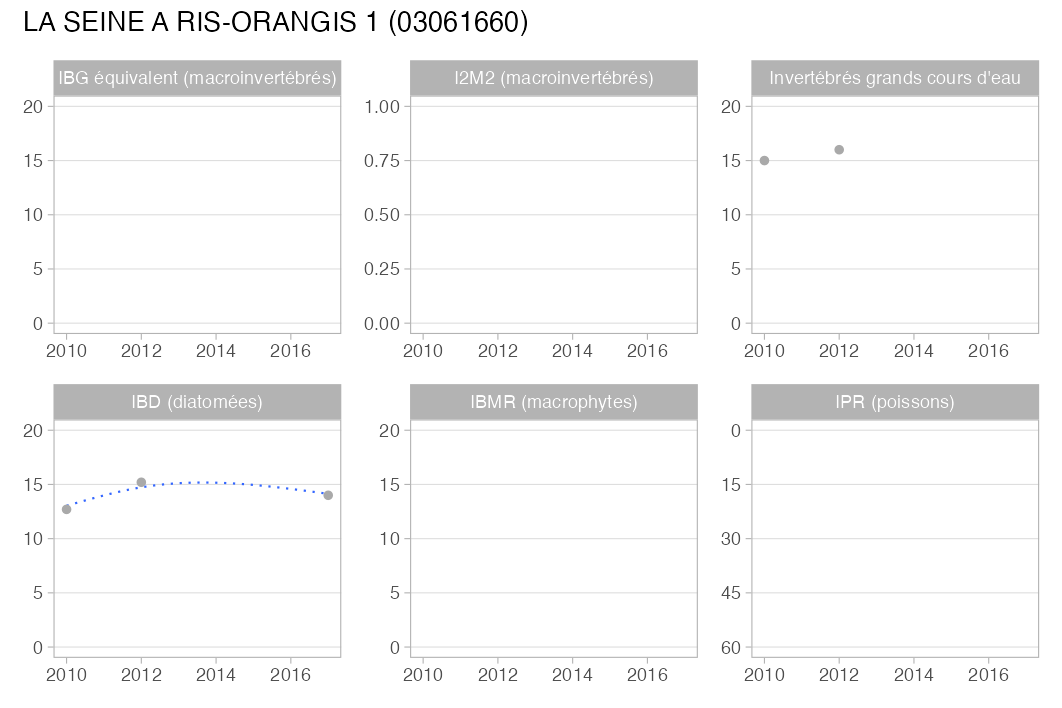 LA SEINE A RIS-ORANGIS 1 (03061660)
IBG équivalent (macroinvertébrés)
20
15
10
5
0
2010 2012 2014 2016
I2M2 (macroinvertébrés)
1.00
0.75
0.50
0.25
0.00
2010 2012 2014 2016
Invertébrés grands cours d'eau
20
15
10
5
0
2010 2012 2014 2016
IBD (diatomées)
20
15
10
5
0
2010 2012 2014 2016
IBMR (macrophytes)
20
15
10
5
0
2010 2012 2014 2016
IPR (poissons)
0
15
30
45
60
2010 2012 2014 2016